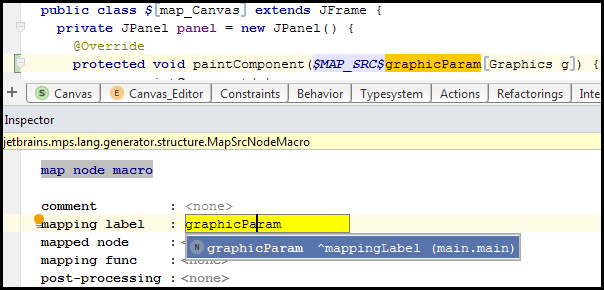 public class $[map_Canvas] extends JFrame {
private JPanel panel = new JPanel() {
@Override
protected void paintComponent($MAP_SRC$graphicParam[Graphics g]) {
S Canvas E Canvas_Editor Constraints Behavior Typesystem Actions Refactorings Inte
Inspector
jetbrains.mps.lang.generator.structure.MapSrcNodeMacro
map node macro
comment : <none>
mapping label : graphicParam
mapped node :
N graphicParam ^mappingLabel (main.main)
mapping func :
post-processing : <none>